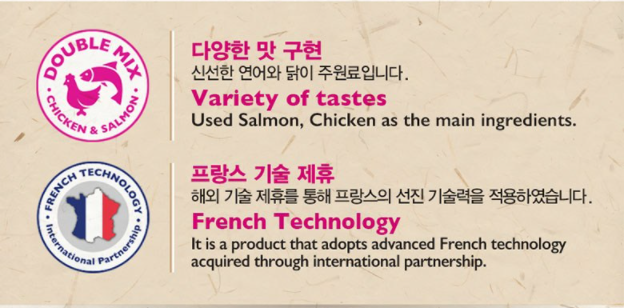 DOUBLE MIX
• CHICKEN & SALMON •
다양한 맛 구현
신선한 연어와 닭이 주원료입니다.
Variety of tastes
Used Salmon, Chicken as the main ingredients.
• FRENCH TECHNOLOGY •
International Partnership
프랑스 기술 제휴
해외 기술 제휴를 통해 프랑스의 선진 기술력을 적용하였습니다.
French Technology
It is a product that adopts advanced French technology
acquired through international partnership.